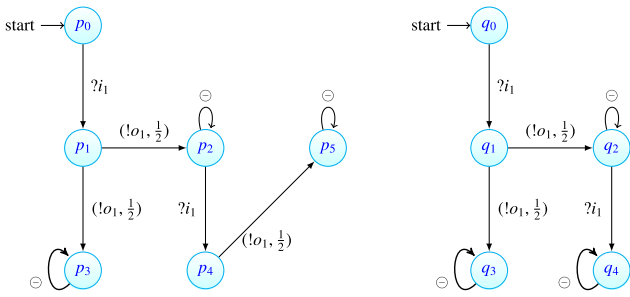 start p₀ start q₀
?i₁ ?i₁
⊖ ⊖ ⊖
(!o₁, ½) (!o₁, ½)
p₁ p₂ p₅ q₁ q₂
(!o₁, ½) ?i₁ (!o₁, ½) ?i₁
(!o₁, ½)
p₃ p₄ q₃ q₄
⊖ ⊖ ⊖